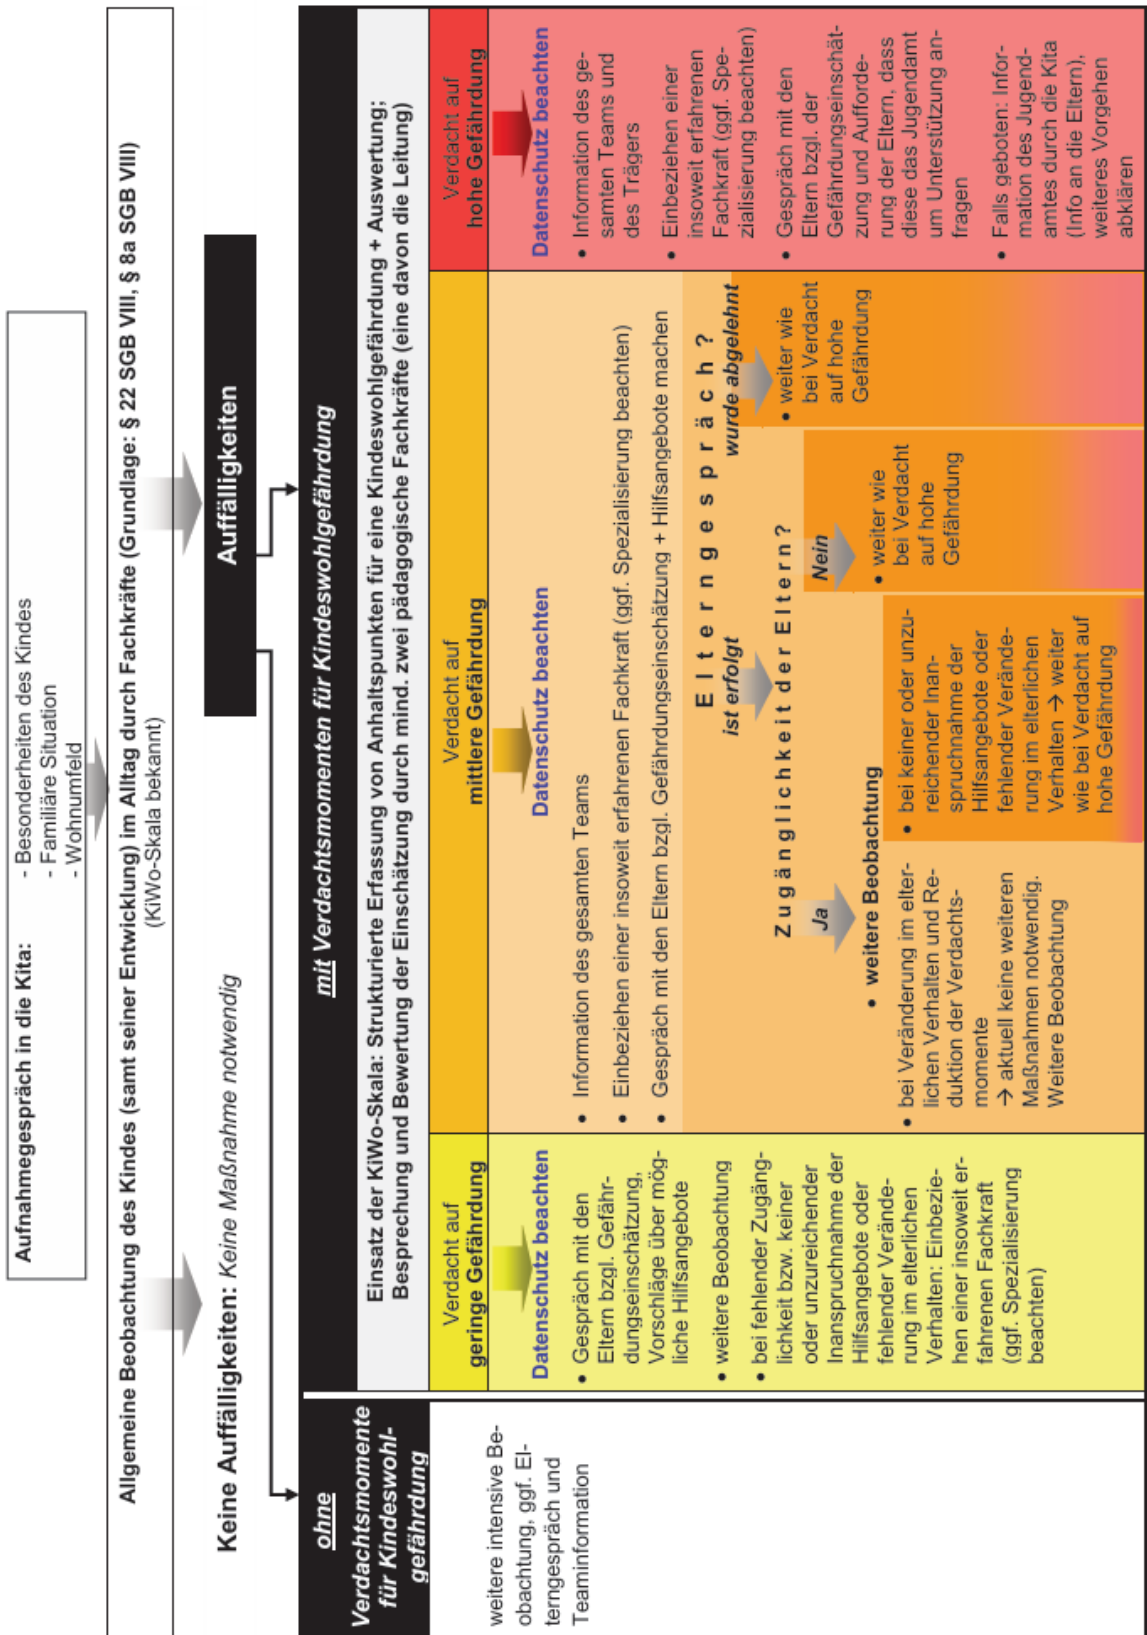 Aufnahmegespräch in die Kita:
- Besonderheiten des Kindes
- Familiäre Situation
- Wohnumfeld
Allgemeine Beobachtung des Kindes (samt seiner Entwicklung) im Alltag durch Fachkräfte (Grundlage: § 22 SGB VIII, § 8a SGB VIII)
(KiWo-Skala bekannt)
Keine Auffälligkeiten: Keine Maßnahme notwendig
Auffälligkeiten
ohne
Verdachtsmomente
für Kindeswohl-
gefährdung
weitere intensive Be-
obachtung, ggf. El-
terngespräch und
Teaminformation
mit Verdachtsmomenten für Kindeswohlgefährdung
Einsatz der KiWo-Skala: Strukturierte Erfassung von Anhaltspunkten für eine Kindeswohlgefährdung + Auswertung;
Besprechung und Bewertung der Einschätzung durch mind. zwei pädagogische Fachkräfte (eine davon die Leitung)
Verdacht auf
geringe Gefährdung
Datenschutz beachten
• Gespräch mit den
Eltern bzgl. Gefähr-
dungseinschätzung,
Vorschläge über mög-
liche Hilfsangebote
• weitere Beobachtung
• bei fehlender Zugäng-
lichkeit bzw. keiner
oder unzureichender
Inanspruchnahme der
Hilfsangebote oder
fehlender Verände-
rung im elterlichen
Verhalten: Einbezie-
hen einer insoweit er-
fahrenen Fachkraft
(ggf. Spezialisierung
beachten)
Verdacht auf
mittlere Gefährdung
Datenschutz beachten
• Information des gesamten Teams
• Einbeziehen einer insoweit erfahrenen Fachkraft (ggf. Spezialisierung beachten)
• Gespräch mit den Eltern bzgl. Gefährdungseinschätzung + Hilfsangebote machen
Elterngespräch?
ist erfolgt
wurde abgelehnt
Zugänglichkeit der Eltern?
Ja
Nein
• weitere Beobachtung
• bei Veränderung im elter-
lichen Verhalten und Re-
duktion der Verdachts-
momente
→ aktuell keine weiteren
Maßnahmen notwendig.
Weitere Beobachtung
• bei keiner oder unzu-
reichender Inan-
spruchnahme der
Hilfsangebote oder
fehlender Verände-
rung im elterlichen
Verhalten → weiter
wie bei Verdacht auf
hohe Gefährdung
• weiter wie
bei Verdacht
auf hohe
Gefährdung
• weiter wie
bei Verdacht
auf hohe
Gefährdung
Verdacht auf
hohe Gefährdung
Datenschutz beachten
• Information des ge-
samten Teams und
des Trägers
• Einbeziehen einer
insoweit erfahrenen
Fachkraft (ggf. Spe-
zialisierung beachten)
• Gespräch mit den
Eltern bzgl. der
Gefährdungseinschät-
zung und Aufforde-
rung der Eltern, dass
diese das Jugendamt
um Unterstützung an-
fragen
• Falls geboten: Infor-
mation des Jugend-
amtes durch die Kita
(Info an die Eltern),
weiteres Vorgehen
abklären